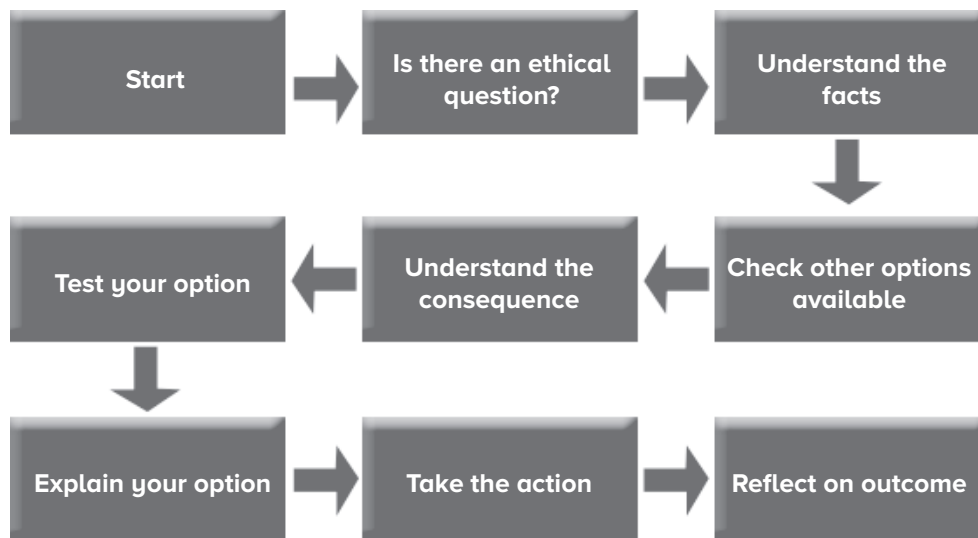 Start
Is there an ethical
question?
Understand the
facts
Check other options
available
Understand the
consequence
Test your option
Explain your option
Take the action
Reflect on outcome